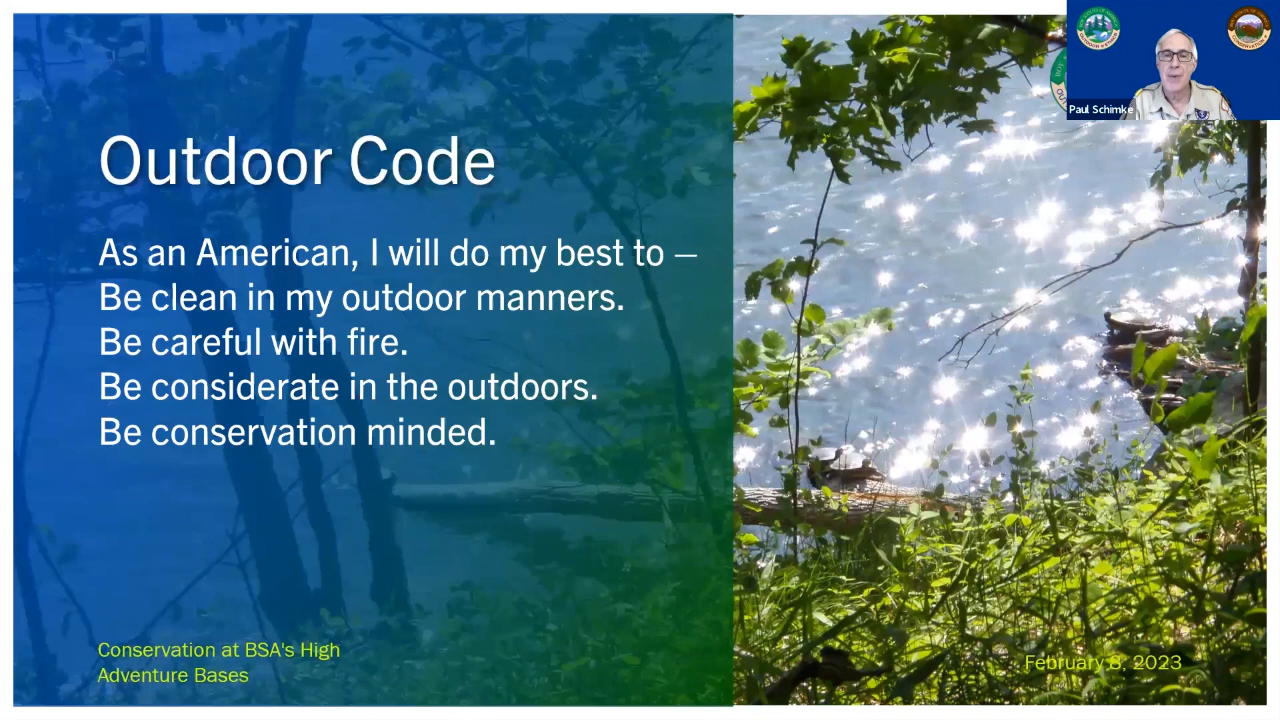 Outdoor Code
As an American, I will do my best to –
Be clean in my outdoor manners.
Be careful with fire.
Be considerate in the outdoors.
Be conservation minded.
Conservation at BSA's High
Adventure Bases
February 8, 2023
Paul Schimke